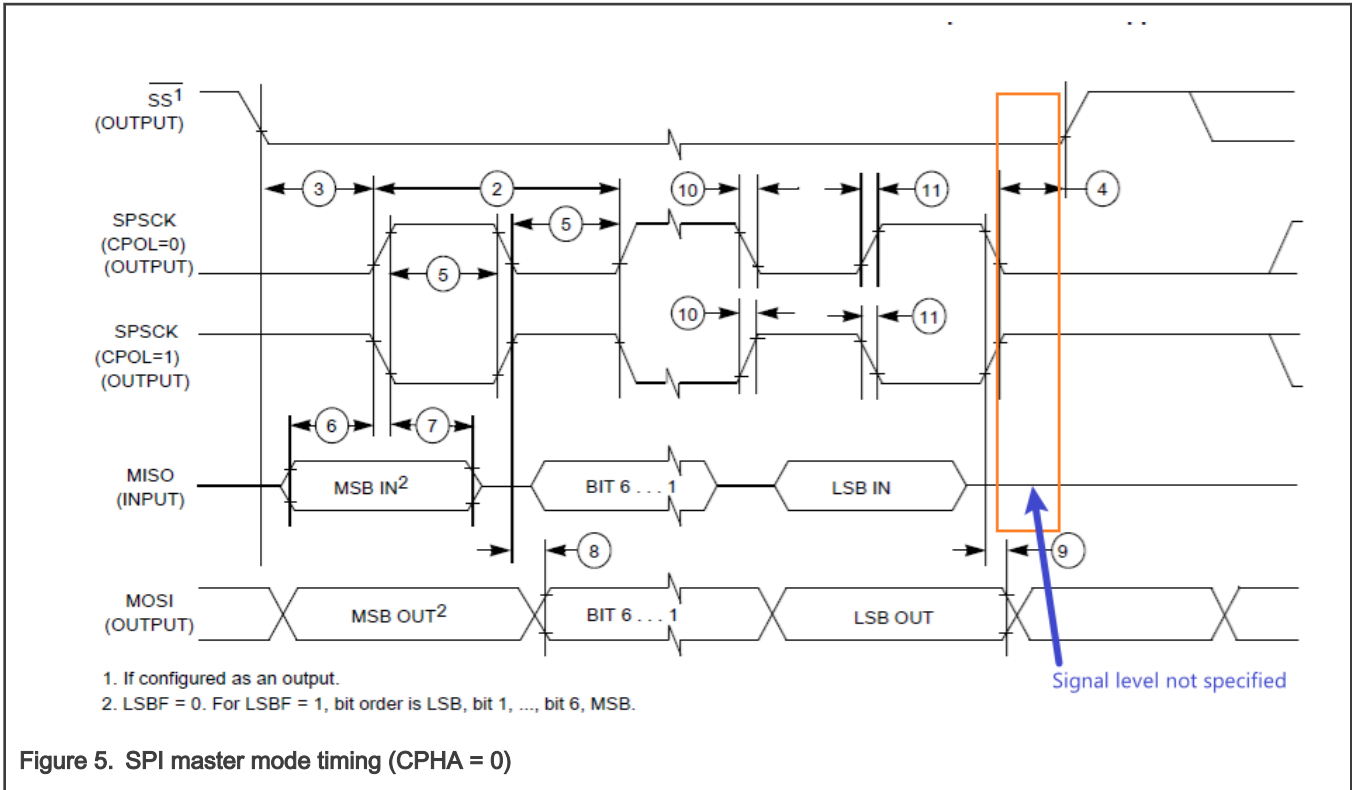 SS1
(OUTPUT)
3
2
10
11
4
SPSCK
(CPOL=0)
(OUTPUT)
5
5
SPSCK
(CPOL=1)
(OUTPUT)
10
11
6
7
MISO
(INPUT)
MSB IN2
BIT 6 . . . 1
LSB IN
8
9
MOSI
(OUTPUT)
MSB OUT2
BIT 6 . . . 1
LSB OUT
Signal level not specified
1. If configured as an output.
2. LSBF = 0. For LSBF = 1, bit order is LSB, bit 1, ..., bit 6, MSB.
Figure 5. SPI master mode timing (CPHA = 0)